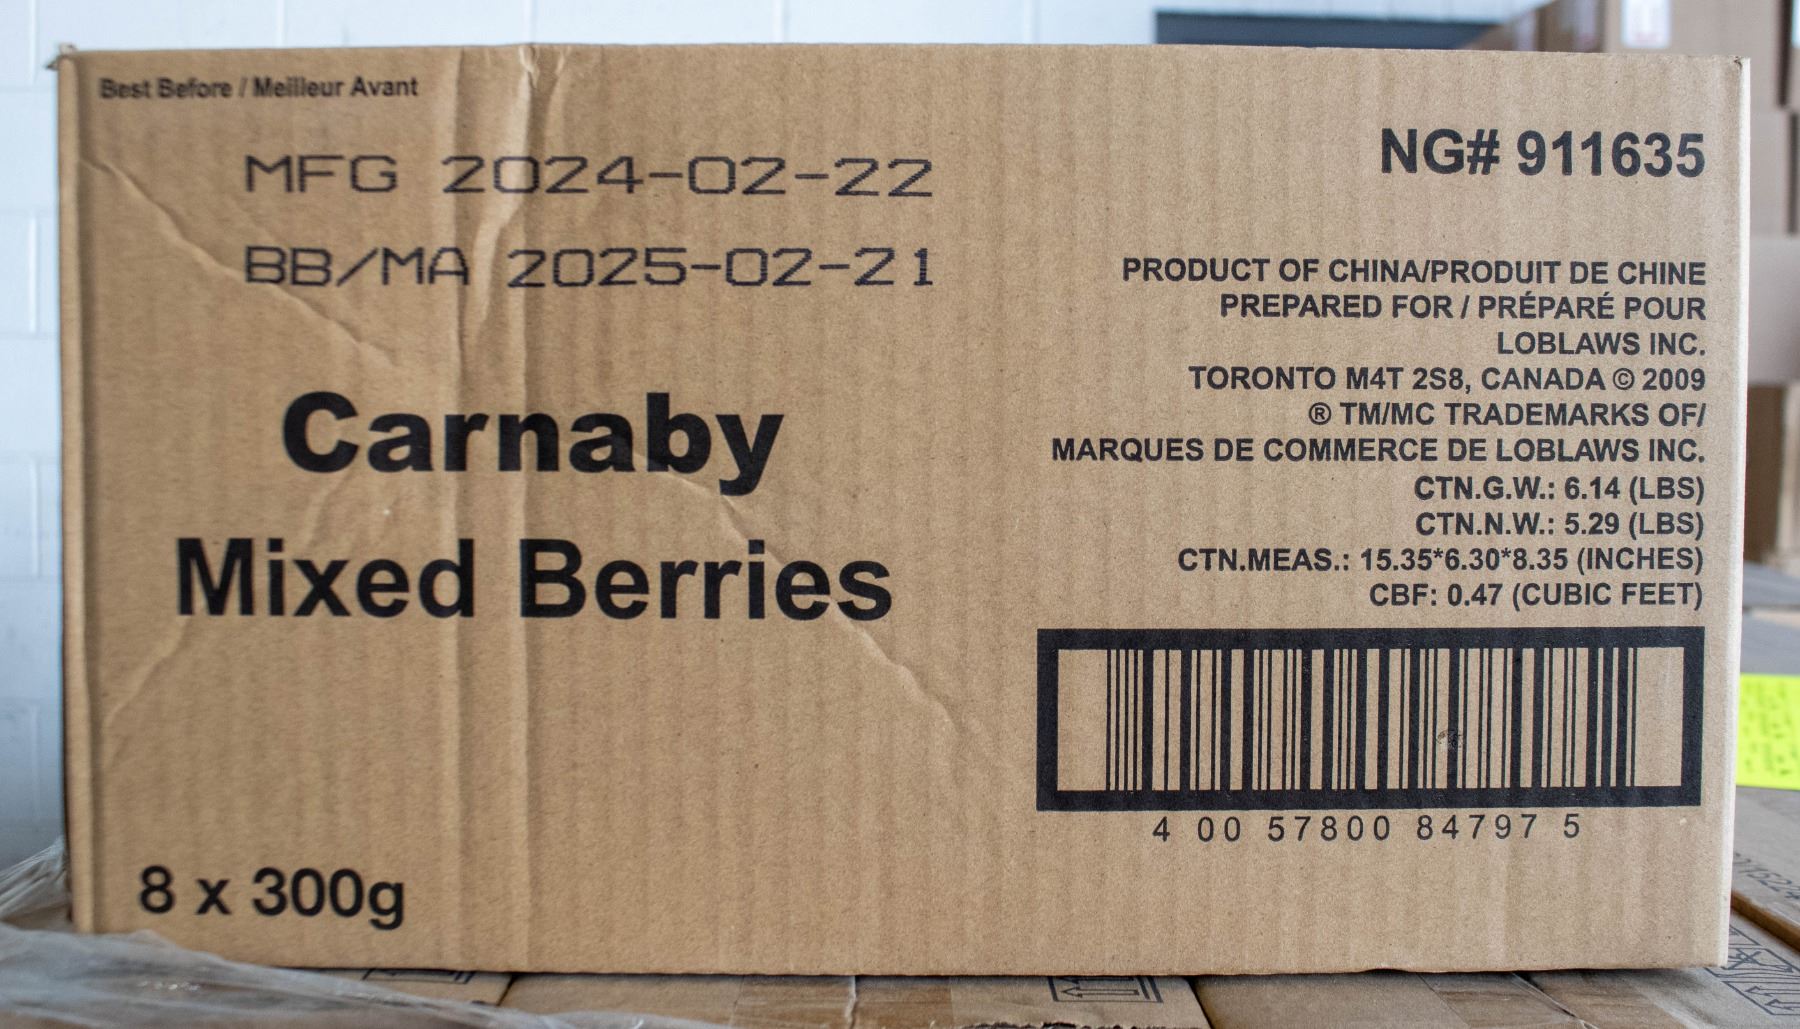 Best Before / Meilleur Avant
MFG 2024-02-22
BB/MA 2025-02-21
Carnaby
Mixed Berries
8 x 300g
NG# 911635
PRODUCT OF CHINA/PRODUIT DE CHINE
PREPARED FOR / PRÉPARÉ POUR
LOBLAWS INC.
TORONTO M4T 2S8, CANADA © 2009
® TM/MC TRADEMARKS OF/
MARQUES DE COMMERCE DE LOBLAWS INC.
CTN.G.W.: 6.14 (LBS)
CTN.N.W.: 5.29 (LBS)
CTN.MEAS.: 15.35*6.30*8.35 (INCHES)
CBF: 0.47 (CUBIC FEET)
4 00 57800 84797 5